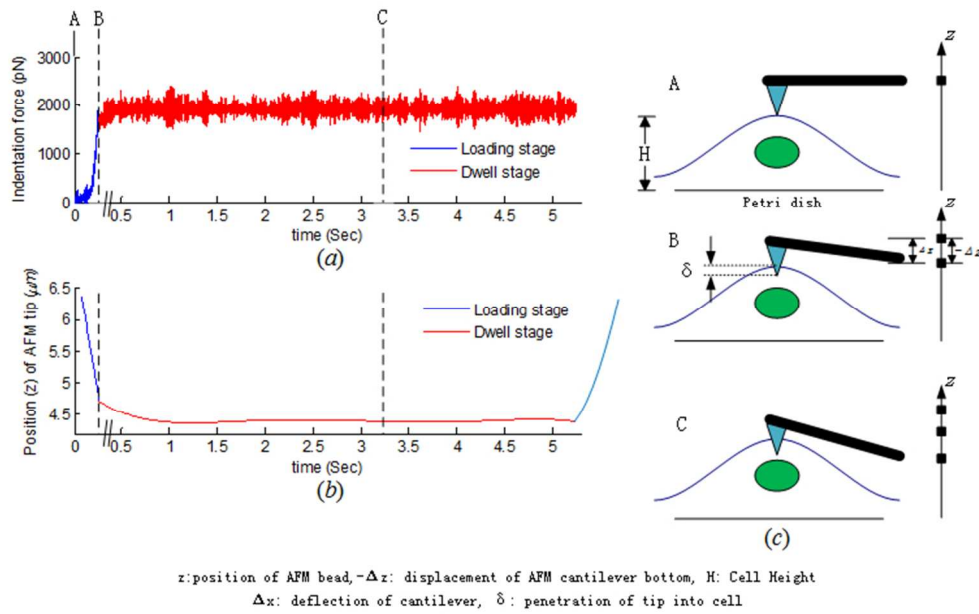 A B C
Indentation force (pN)
3000
2000
1000
0
Loading stage
Dwell stage
0 0.5 1 1.5 2 2.5 3 3.5 4 4.5 5
time (Sec)
(a)
Position (z) of AFM tip (μm)
6.5
6
5.5
5
4.5
Loading stage
Dwell stage
0 0.5 1 1.5 2 2.5 3 3.5 4 4.5 5
time (Sec)
(b)
A
H
Petri dish
z
B
δ
Δx
-Δz
z
C
z
(c)
z:position of AFM bead,-Δz: displacement of AFM cantilever bottom, H: Cell Height
Δx: deflection of cantilever, δ: penetration of tip into cell